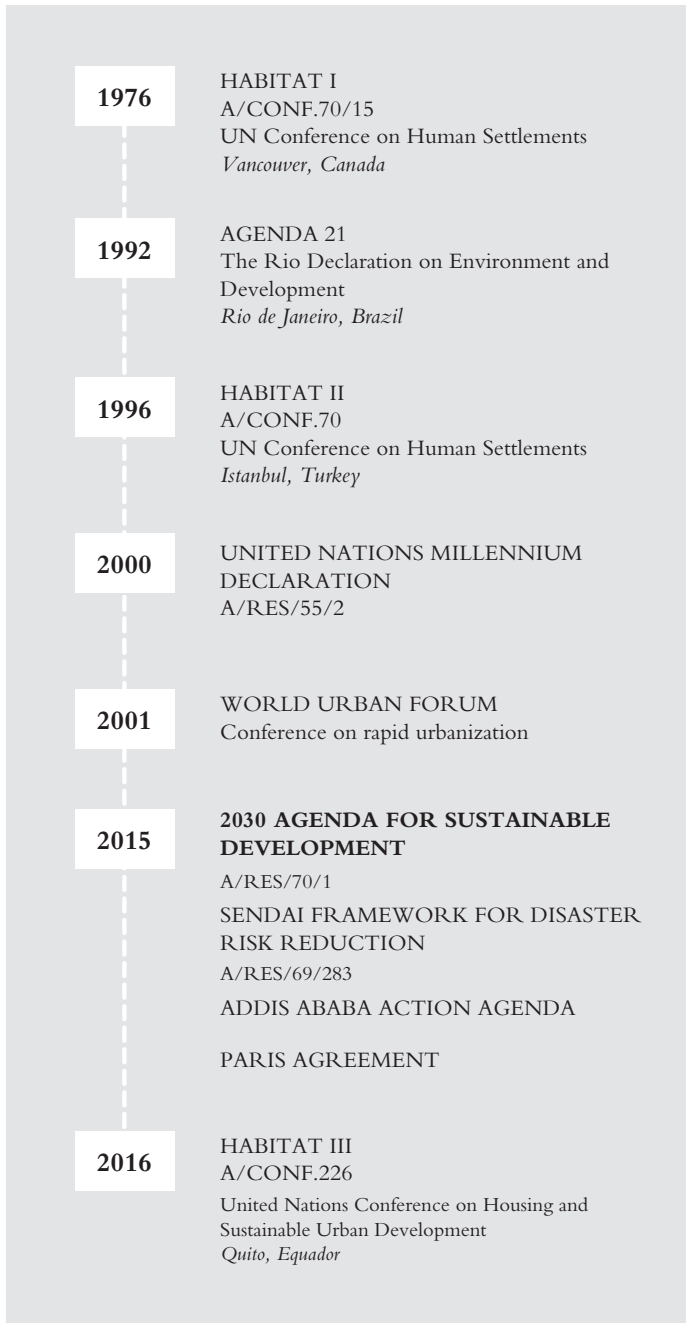 1976
HABITAT I
A/CONF.70/15
UN Conference on Human Settlements
Vancouver, Canada
1992
AGENDA 21
The Rio Declaration on Environment and
Development
Rio de Janeiro, Brazil
1996
HABITAT II
A/CONF.70
UN Conference on Human Settlements
Istanbul, Turkey
2000
UNITED NATIONS MILLENNIUM
DECLARATION
A/RES/55/2
2001
WORLD URBAN FORUM
Conference on rapid urbanization
2015
2030 AGENDA FOR SUSTAINABLE
DEVELOPMENT
A/RES/70/1
SENDAI FRAMEWORK FOR DISASTER
RISK REDUCTION
A/RES/69/283
ADDIS ABABA ACTION AGENDA
PARIS AGREEMENT
2016
HABITAT III
A/CONF.226
United Nations Conference on Housing and
Sustainable Urban Development
Quito, Equador